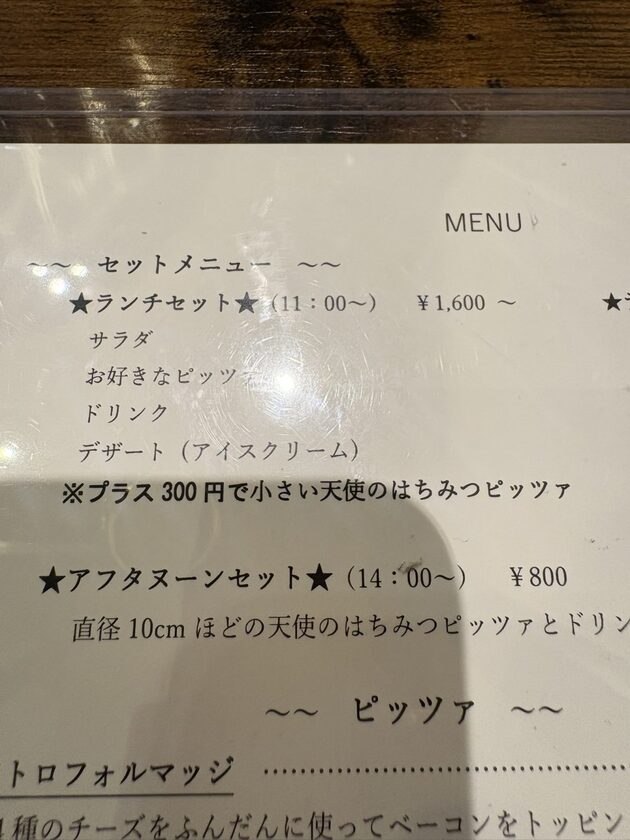 MENU
～～ セットメニュー ～～
★ランチセット★（11：00～） ￥1,600 ～
★
サラダ
お好きなピッツァ
ドリンク
デザート（アイスクリーム）
※プラス 300 円で小さい天使のはちみつピッツァ
★アフタヌーンセット★（14：00～） ￥800
直径 10cm ほどの天使のはちみつピッツァとドリン
～～ ピッツァ ～～
トロフォルマッジ ……………………………
種のチーズをふんだんに使ってベーコンをトッピン